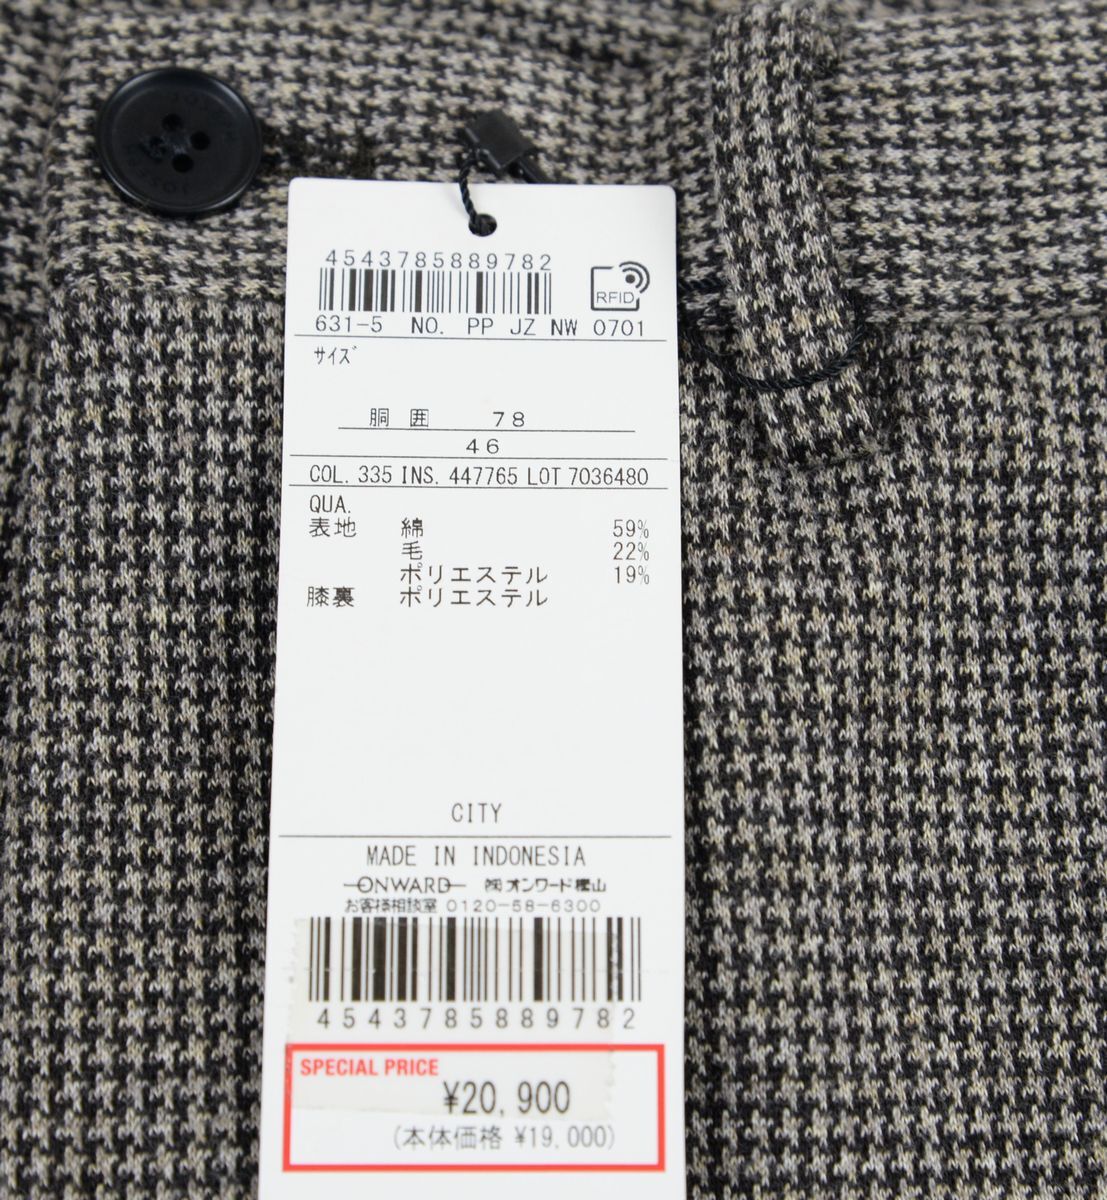 4543785889782
RFID
631-5 NO. PP JZ NW 0701
サイズ
胴囲 78
46
COL. 335 INS. 447765 LOT 7036480
QUA.
表地 綿 59%
毛 22%
ポリエステル 19%
膝裏 ポリエステル
CITY
MADE IN INDONESIA
ONWARD ㈱オンワード樫山
お客様相談室 0120-58-6300
4543785889782
SPECIAL PRICE
¥20,900
(本体価格 ¥19,000)